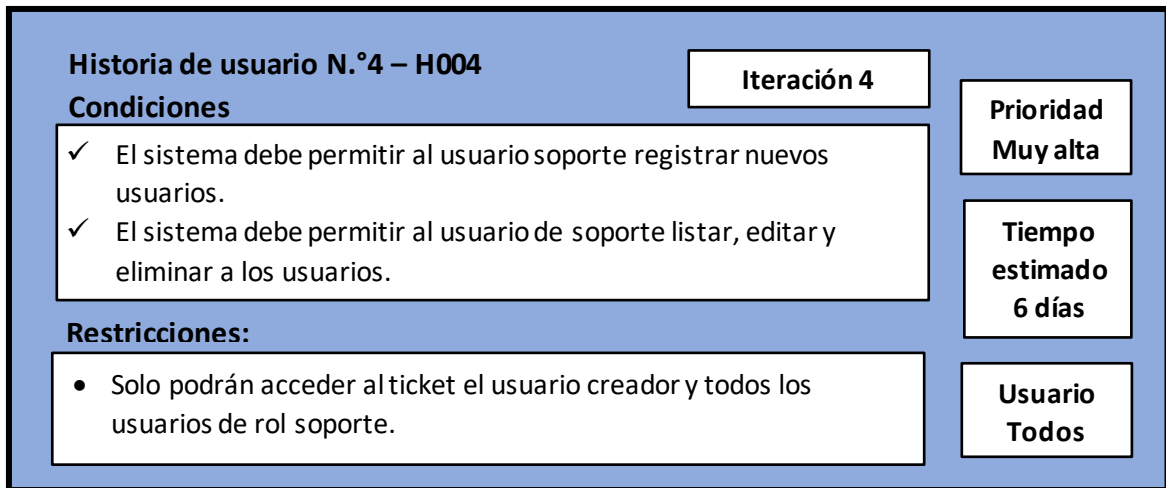 Historia de usuario N.°4 – H004
Condiciones
Iteración 4
✓ El sistema debe permitir al usuario soporte registrar nuevos
usuarios.
✓ El sistema debe permitir al usuario de soporte listar, editar y
eliminar a los usuarios.
Restricciones:
• Solo podrán acceder al ticket el usuario creador y todos los
usuarios de rol soporte.
Prioridad
Muy alta
Tiempo
estimado
6 días
Usuario
Todos